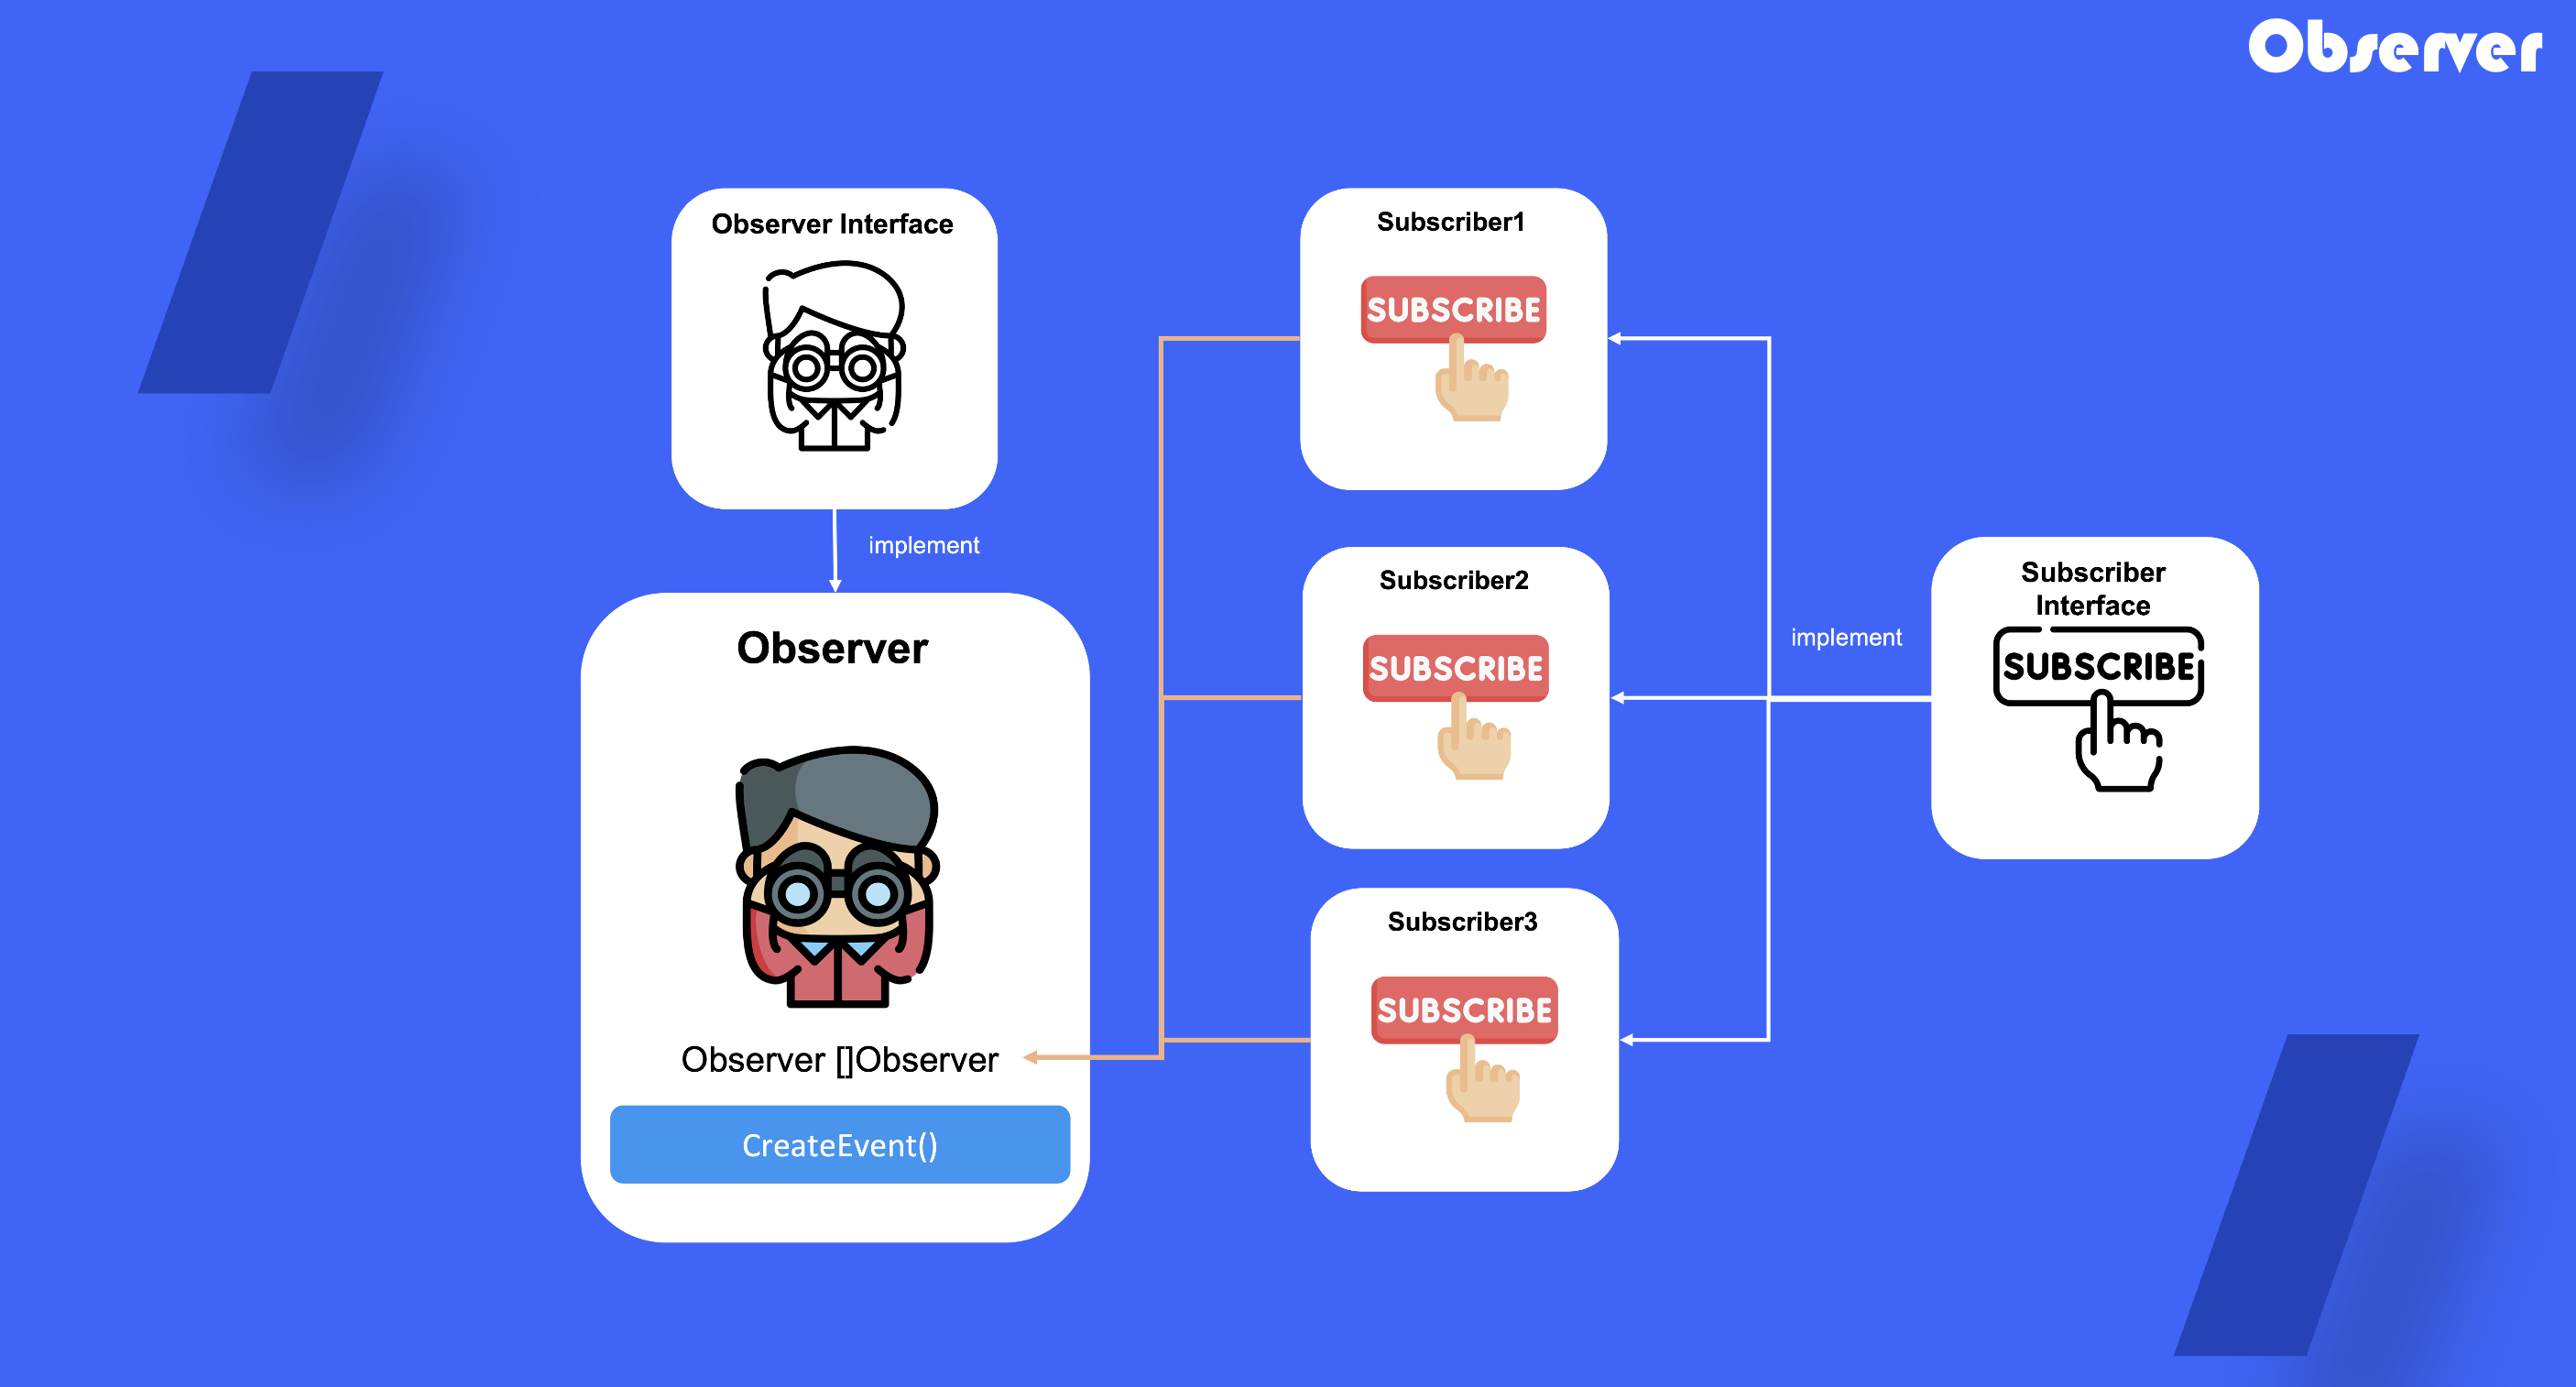 Observer
Observer Interface
implement
Observer
Observer []Observer
CreateEvent()
Subscriber1
SUBSCRIBE
Subscriber2
SUBSCRIBE
Subscriber3
SUBSCRIBE
implement
Subscriber
Interface
SUBSCRIBE